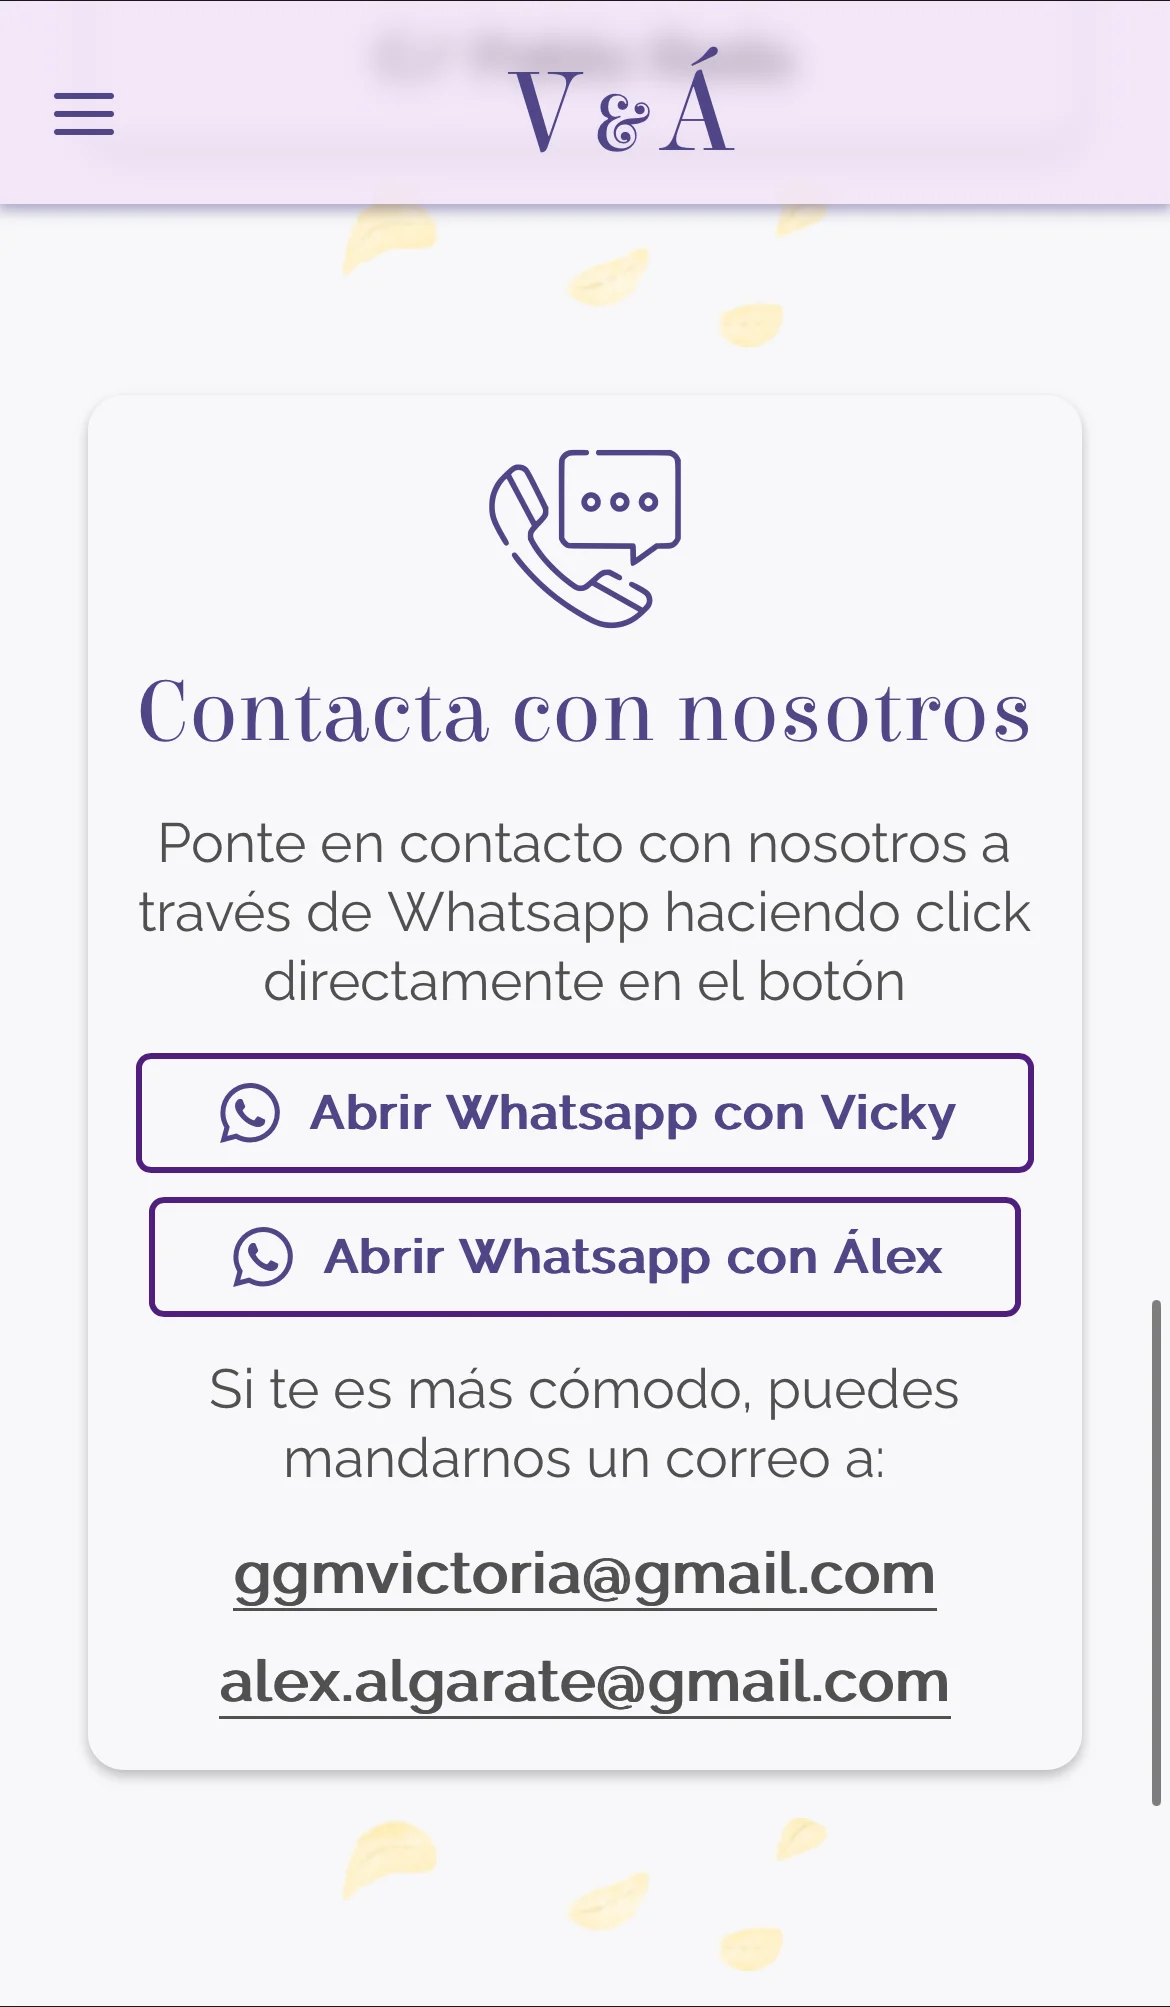 V & Á
Contacta con nosotros
Ponte en contacto con nosotros a
través de Whatsapp haciendo click
directamente en el botón
Abrir Whatsapp con Vicky
Abrir Whatsapp con Álex
Si te es más cómodo, puedes
mandarnos un correo a:
ggmvictoria@gmail.com
alex.algarate@gmail.com